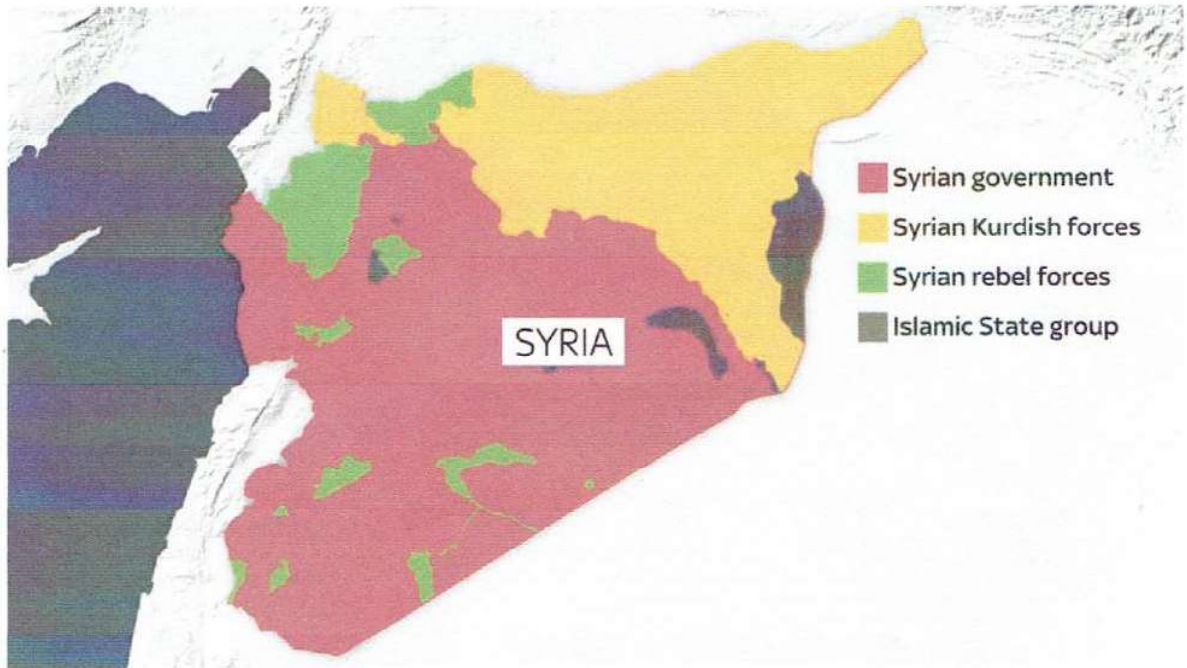 SYRIA
Syrian government
Syrian Kurdish forces
Syrian rebel forces
Islamic State group